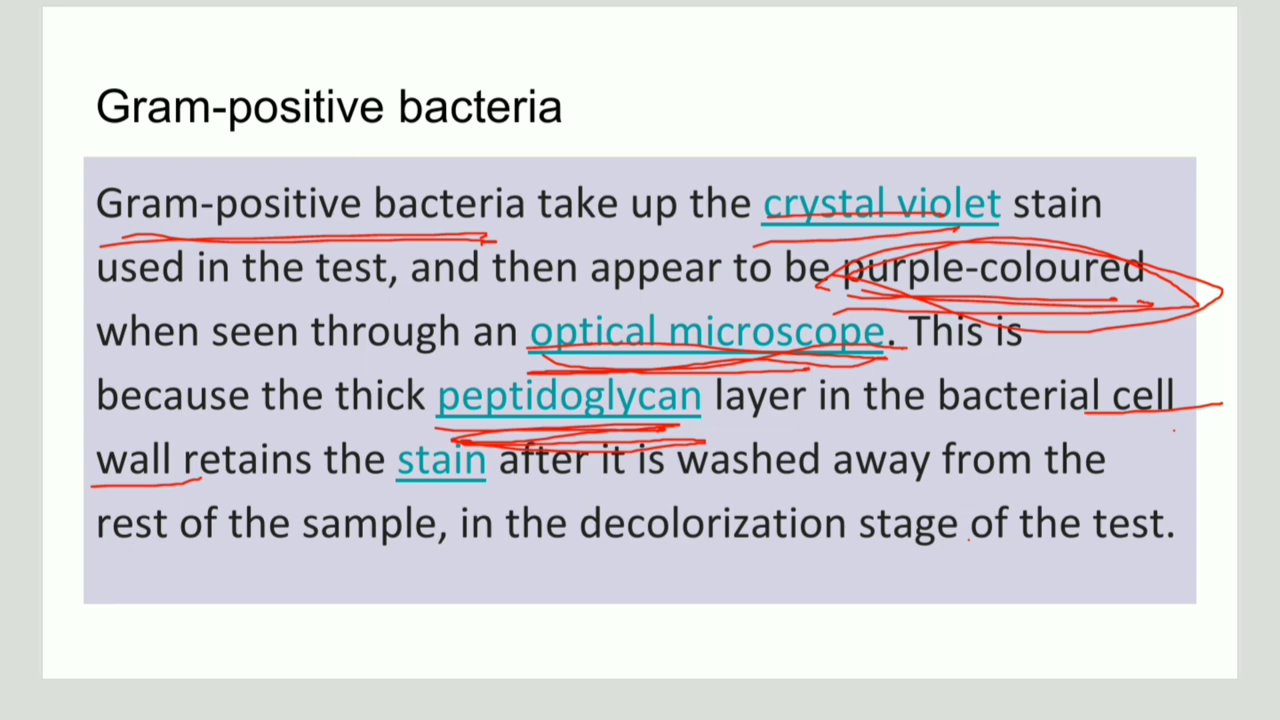 Gram-positive bacteria
Gram-positive bacteria take up the crystal violet stain
used in the test, and then appear to be purple-coloured
when seen through an optical microscope. This is
because the thick peptidoglycan layer in the bacterial cell
wall retains the stain after it is washed away from the
rest of the sample, in the decolorization stage of the test.